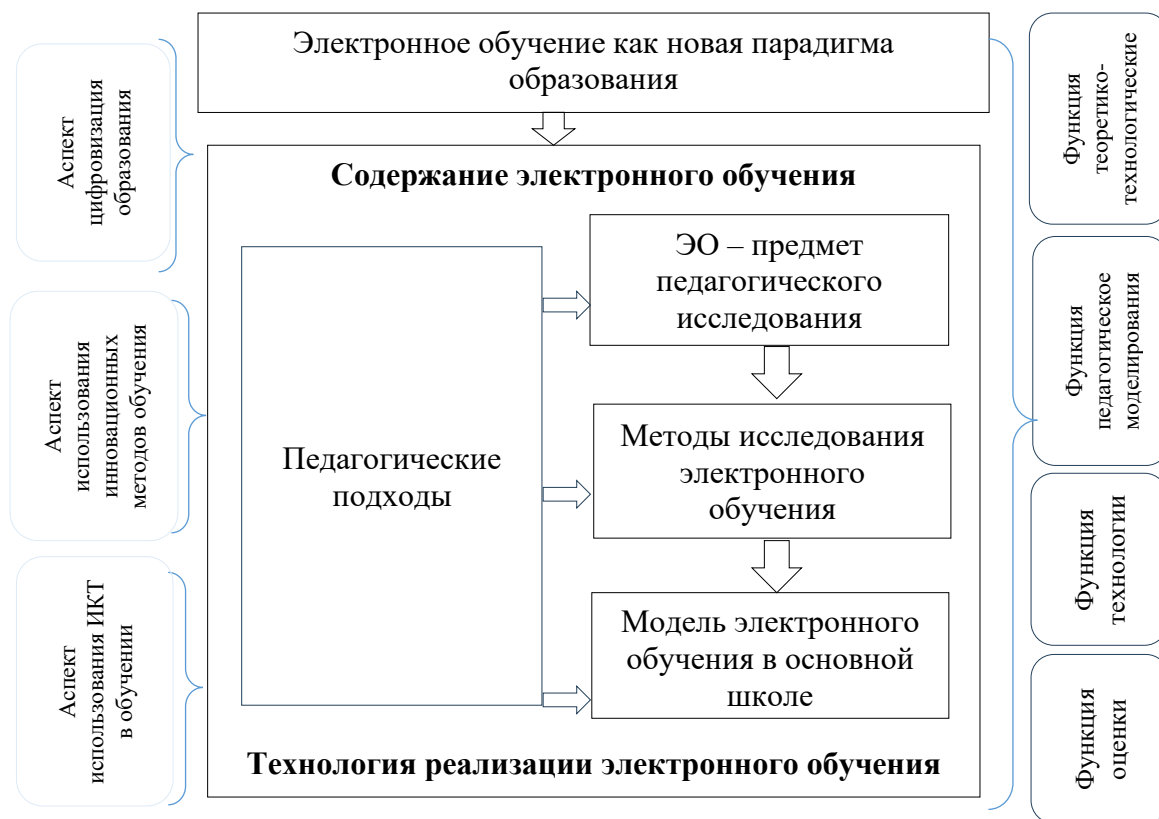 Электронное обучение как новая парадигма
образования
Аспект
цифровизация
образования
Аспект
использования
инновационных
методов обучения
Аспект
использования ИКТ
в обучении
Содержание электронного обучения
Педагогические
подходы
ЭО – предмет
педагогического
исследования
Методы исследования
электронного
обучения
Модель электронного
обучения в основной
школе
Технология реализации электронного обучения
Функция
теоретико-
технологические
Функция
педагогическое
моделирования
Функция
технологии
Функция
оценки